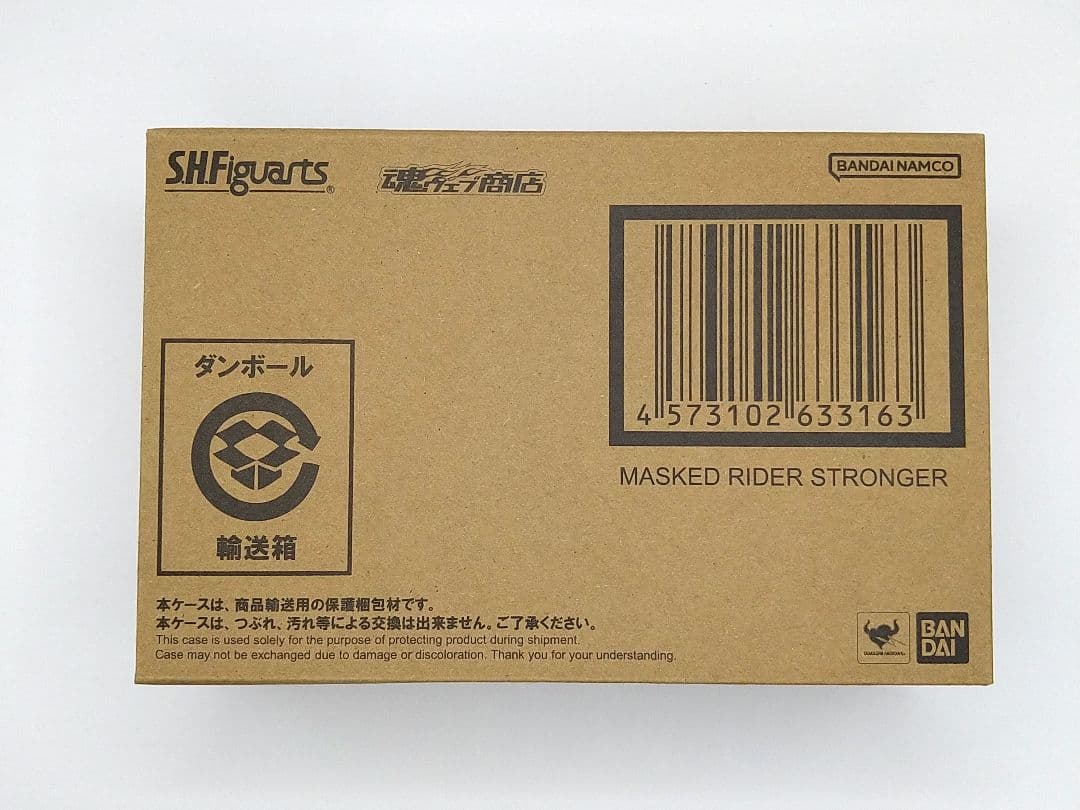 S.H.Figuarts®
魂ウェブ商店
BANDAI NAMCO
4 573102 633163
MASKED RIDER STRONGER
ダンボール
輸送箱
本ケースは、商品輸送用の保護梱包材です。
本ケースは、つぶれ、汚れ等による交換は出来ません。ご了承ください。
This case is used solely for the purpose of protecting product during shipment.
Case may not be exchanged due to damage or discoloration. Thank you for your understanding.
BAN
DAI